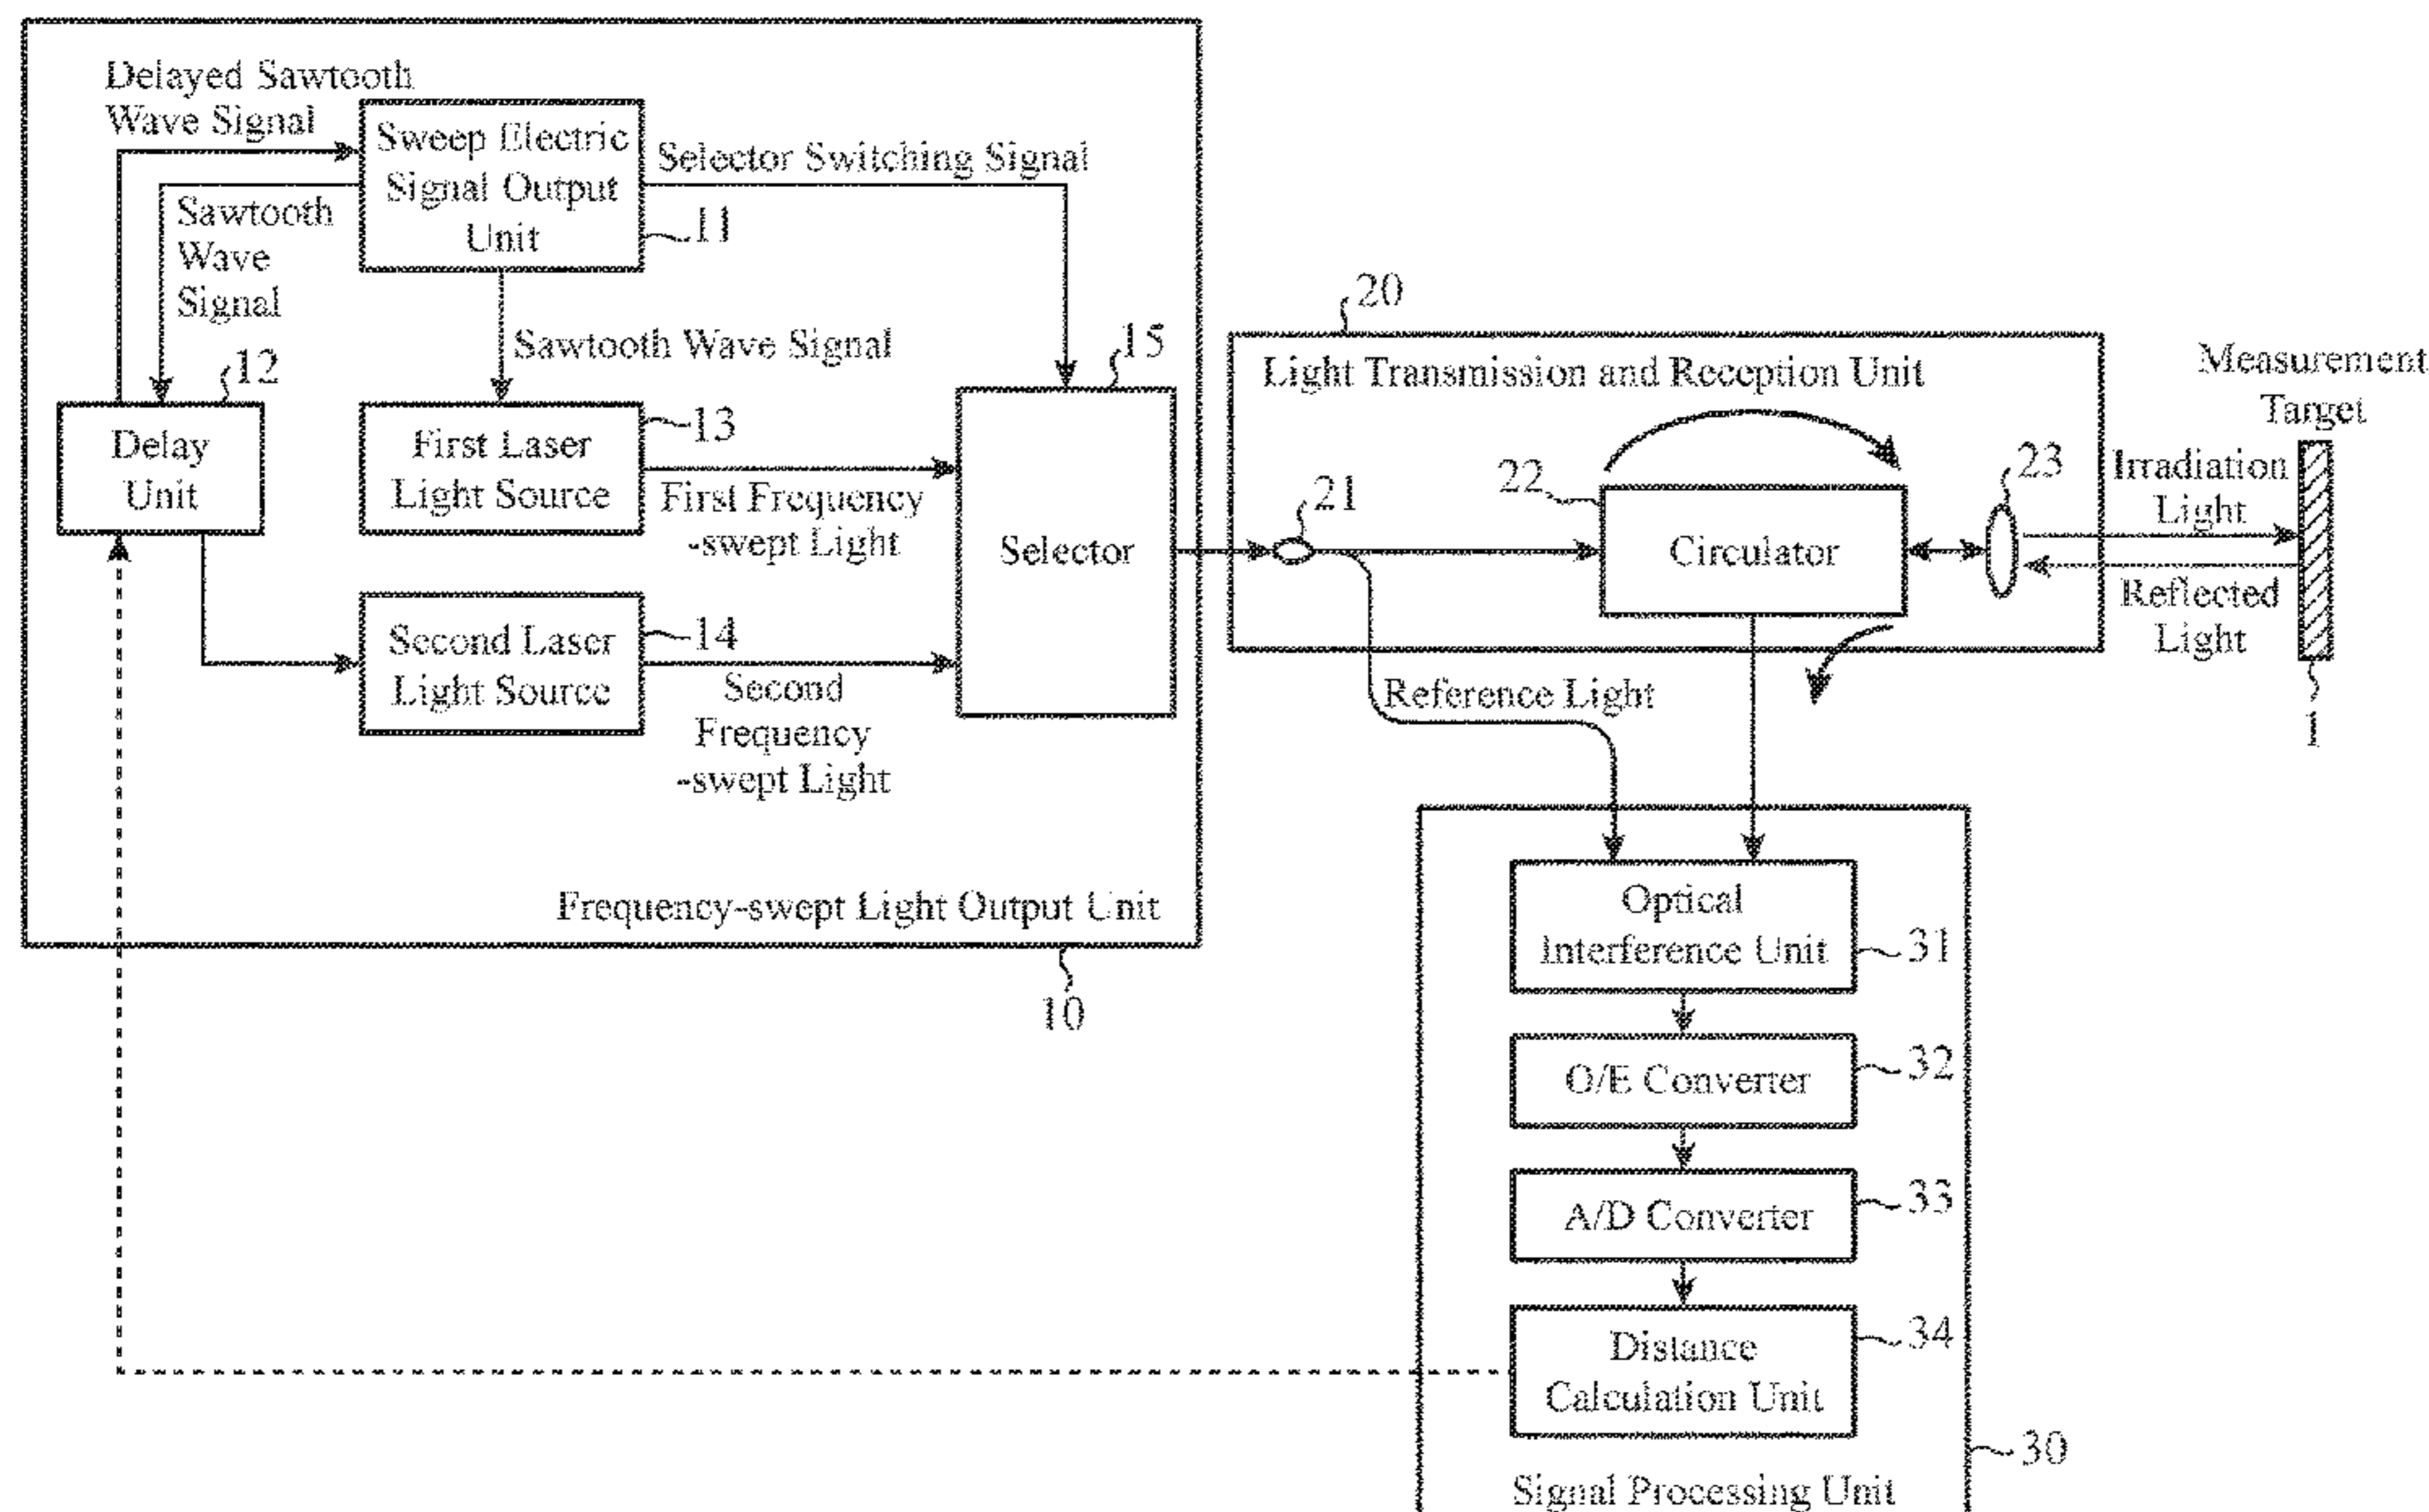 Delayed Sawtooth
Wave Signal
Sweep Electric
Signal Output
Unit
11
Selector Switching Signal
Sawtooth
Wave
Signal
12
Delay
Unit
Sawtooth Wave Signal
First Laser
Light Source
13
First Frequency
-swept Light
15
Selector
Second Laser
Light Source
14
Second
Frequency
-swept Light
Frequency-swept Light Output Unit
10
20
Light Transmission and Reception Unit
21
22
Circulator
23
Measurement
Target
Irradiation
Light
Reflected
Light
1
Reference Light
Optical
Interference Unit
31
O/E Converter
32
A/D Converter
33
Distance
Calculation Unit
34
30
Signal Processing Unit